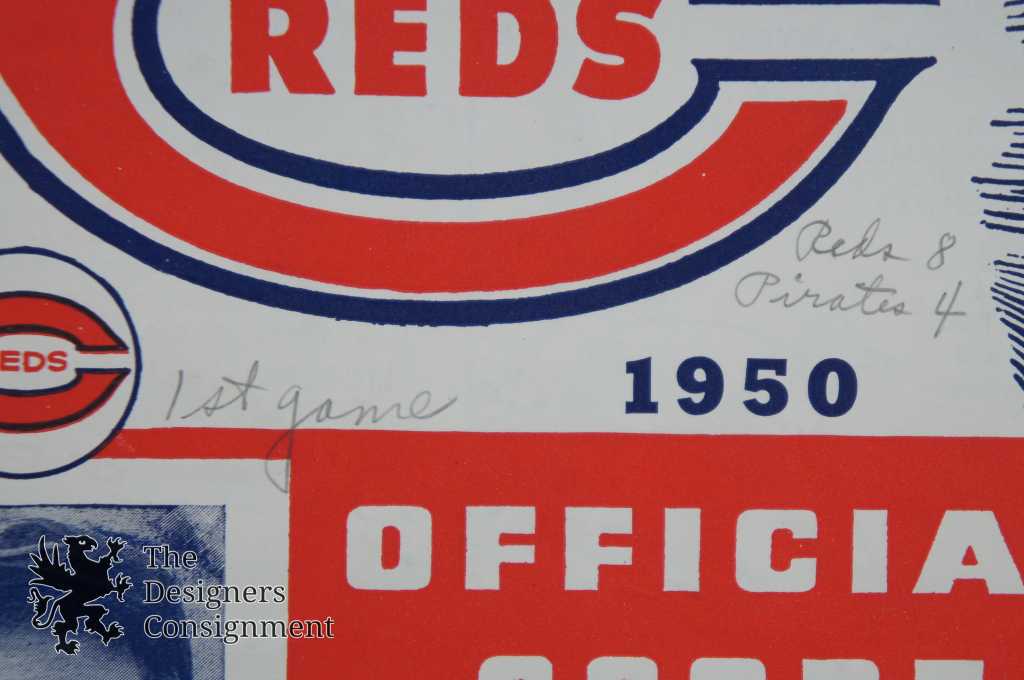 REDS
Reds 8
Pirates 4
REDS
1950
1st game
OFFICIA
The
Designers
Consignment